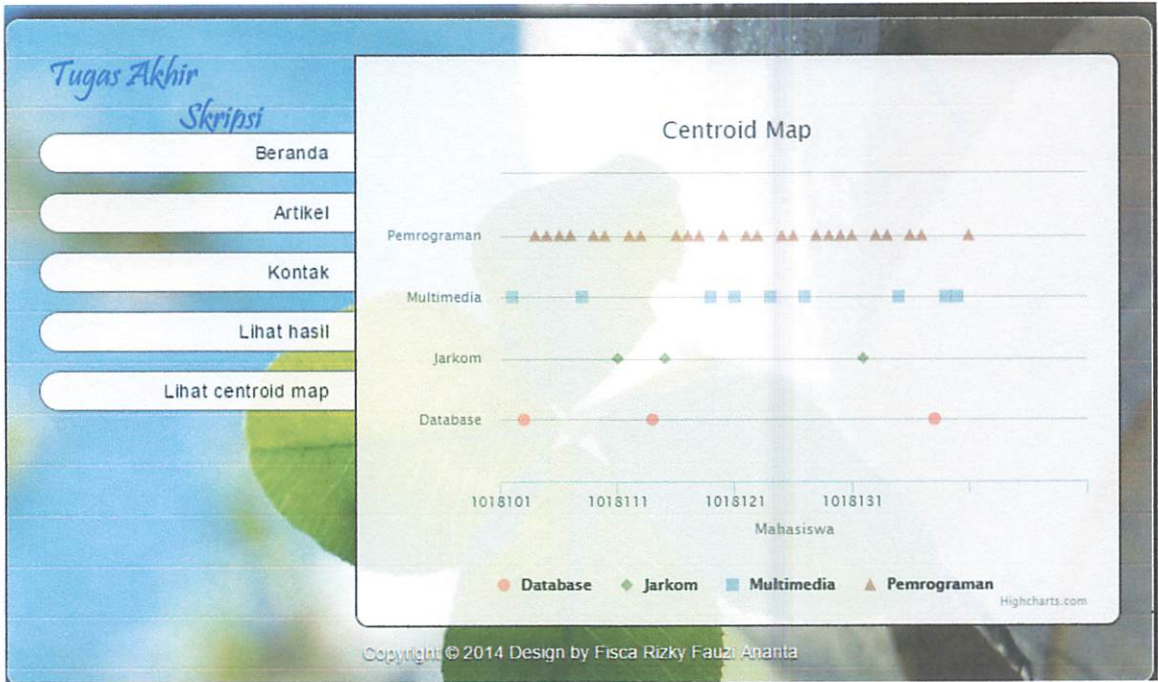 Tugas Akhir
Skripsi
Beranda
Artikel
Kontak
Lihat hasil
Lihat centroid map
Centroid Map
Pemrograman
Multimedia
Jarkom
Database
1018101 1018111 1018121 1018131
Mahasiswa
Database Jarkom Multimedia Pemrograman
Highcharts.com
Copyright © 2014 Design by Fisca Rizky Fauzi Ananta